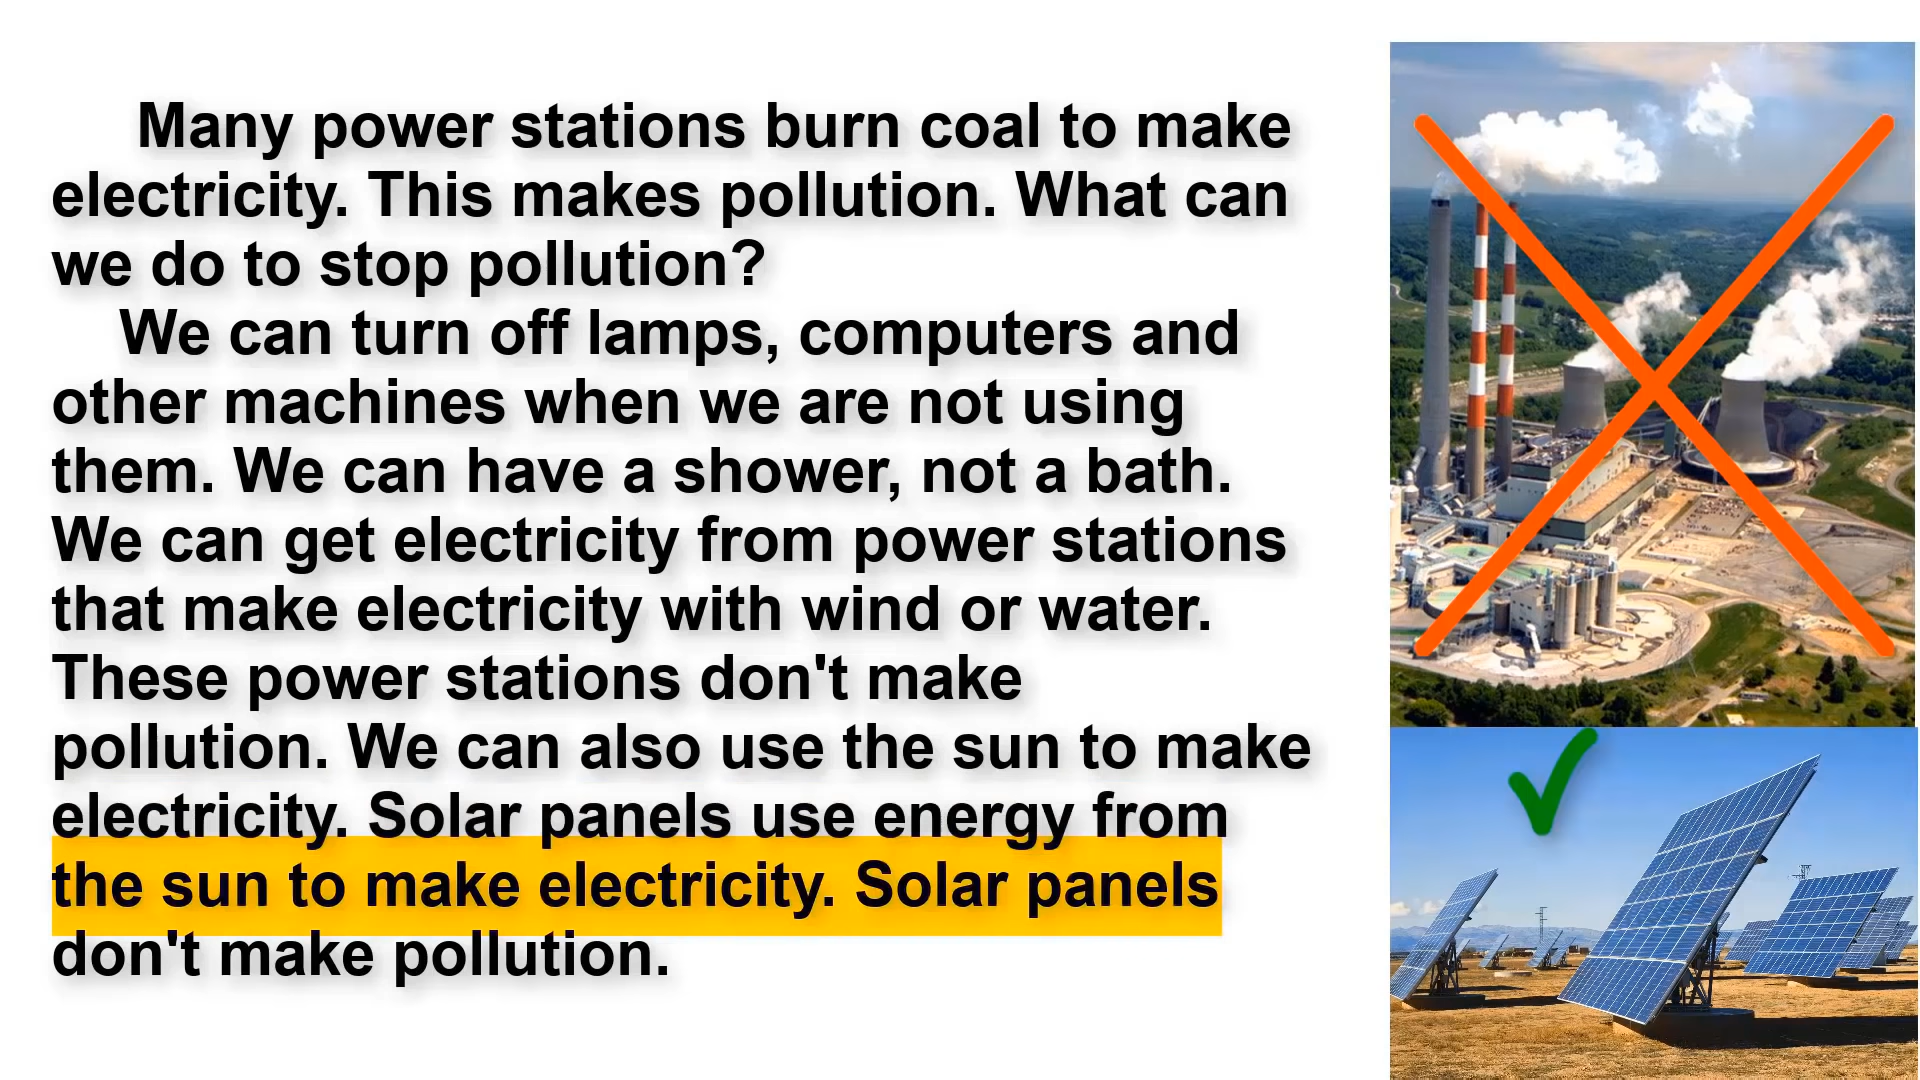 Many power stations burn coal to make
electricity. This makes pollution. What can
we do to stop pollution?
We can turn off lamps, computers and
other machines when we are not using
them. We can have a shower, not a bath.
We can get electricity from power stations
that make electricity with wind or water.
These power stations don't make
pollution. We can also use the sun to make
electricity. Solar panels use energy from
the sun to make electricity. Solar panels
don't make pollution.